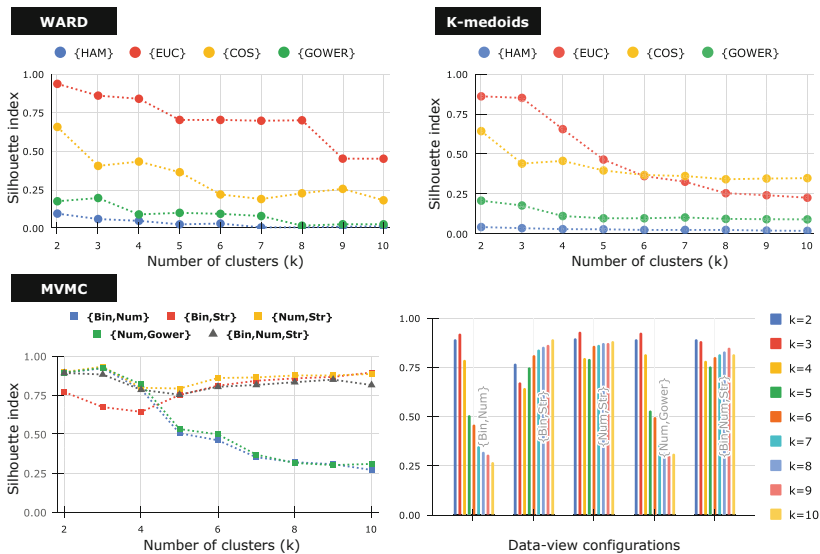 WARD
{HAM} {EUC} {COS} {GOWER}
1.00
0.75
0.50
0.25
0.00
Silhouette index
2 3 4 5 6 7 8 9 10
Number of clusters (k)
K-medoids
{HAM} {EUC} {COS} {GOWER}
1.00
0.75
0.50
0.25
0.00
Silhouette index
2 3 4 5 6 7 8 9 10
Number of clusters (k)
MVMC
{Bin,Num} {Bin,Str} {Num,Str}
{Num,Gower} {Bin,Num,Str}
1.00
0.75
0.50
0.25
0.00
Silhouette index
2 4 6 8 10
Number of clusters (k)
1.00
0.75
0.50
0.25
0.00
{Bin,Num}
{Bin,Str}
{Num,Str}
{Num,Gower}
{Bin,Num,Str}
Data-view configurations
k=2
k=3
k=4
k=5
k=6
k=7
k=8
k=9
k=10